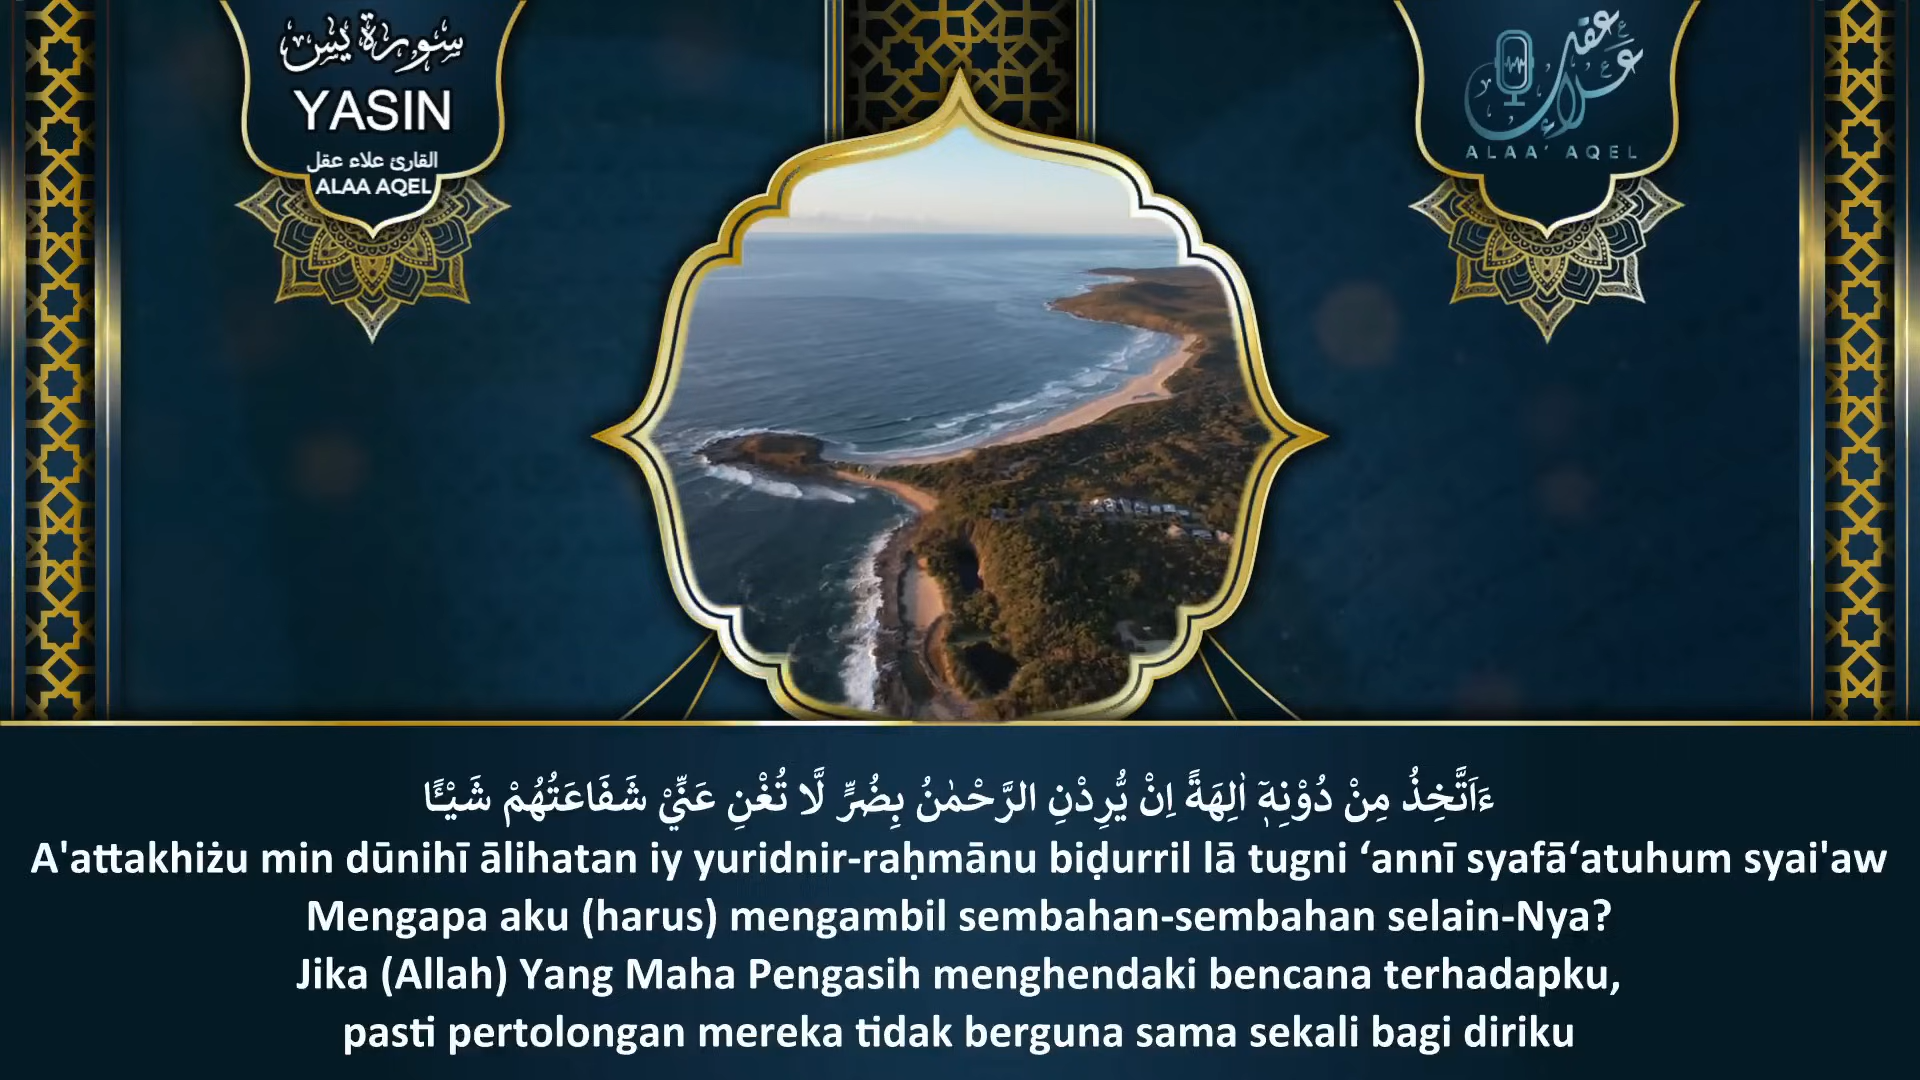 سورة يس
YASIN
القارئ علاء عقل
ALAA AQEL
علاء عقل
ALAA' AQEL
ءَاَتَّخِذُ مِنْ دُوْنِهٖٓ اٰلِهَةً اِنْ يُّرِدْنِ الرَّحْمٰنُ بِضُرٍّ لَّا تُغْنِ عَنِّيْ شَفَاعَتُهُمْ شَيْـًٔا
A'attakhiżu min dūnihī ālihatan iy yuridnir-raḥmānu biḍurril lā tugni ‘annī syafā‘atuhum syai'aw
Mengapa aku (harus) mengambil sembahan-sembahan selain-Nya?
Jika (Allah) Yang Maha Pengasih menghendaki bencana terhadapku,
pasti pertolongan mereka tidak berguna sama sekali bagi diriku